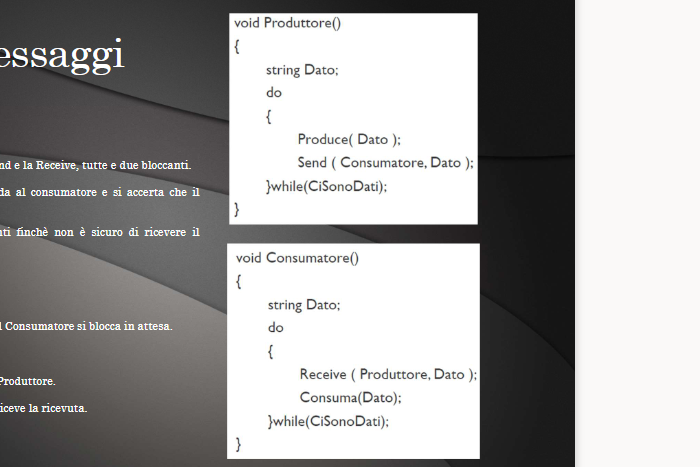 essaggi
nd e la Receive, tutte e due bloccanti.
da al consumatore e si accerta che il
ti finchè non è sicuro di ricevere il
l Consumatore si blocca in attesa.
Produttore.
iceve la ricevuta.
void Produttore()
{
string Dato;
do
{
Produce( Dato );
Send ( Consumatore, Dato );
}while(CiSonoDati);
}
void Consumatore()
{
string Dato;
do
{
Receive ( Produttore, Dato );
Consuma(Dato);
}while(CiSonoDati);
}